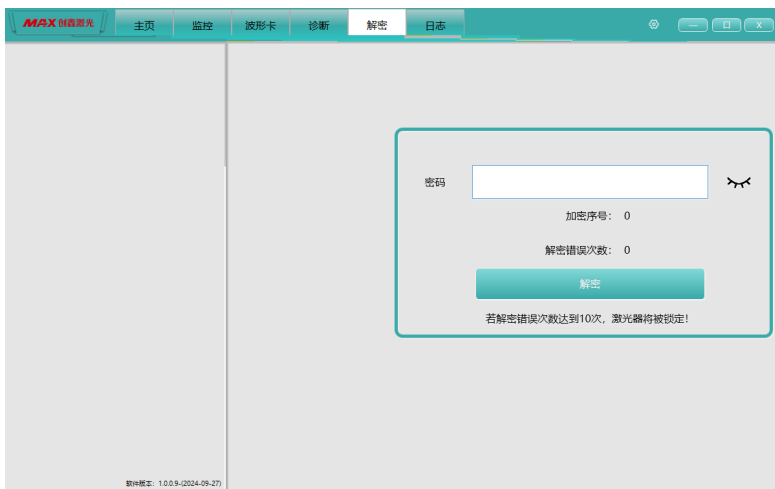 MAX 创鑫激光 主页 监控 波形卡 诊断 解密 日志
密码
加密序号： 0
解密错误次数： 0
解密
若解密错误次数达到10次，激光器将被锁定!
软件版本：1.0.0.9-(2024-09-27)